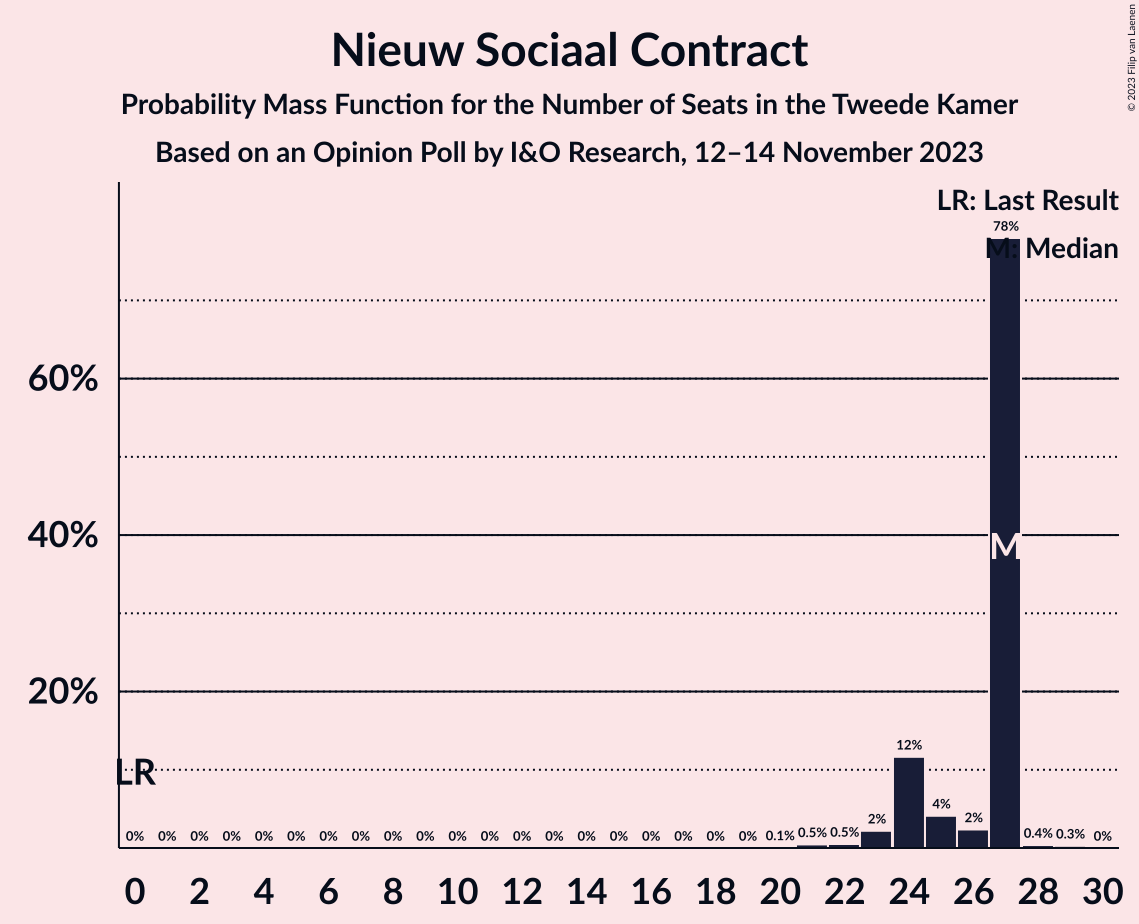 Nieuw Sociaal Contract
Probability Mass Function for the Number of Seats in the Tweede Kamer
Based on an Opinion Poll by I&O Research, 12–14 November 2023
© 2023 Filip van Laenen
LR: Last Result
M: Median
78%
60%
40%
M
20%
LR
12%
4%
2%
2%
0% 0% 0% 0% 0% 0% 0% 0% 0% 0% 0% 0% 0% 0% 0% 0% 0% 0% 0% 0% 0.1% 0.5% 0.5% 0.4% 0.3% 0%
0 2 4 6 8 10 12 14 16 18 20 22 24 26 28 30